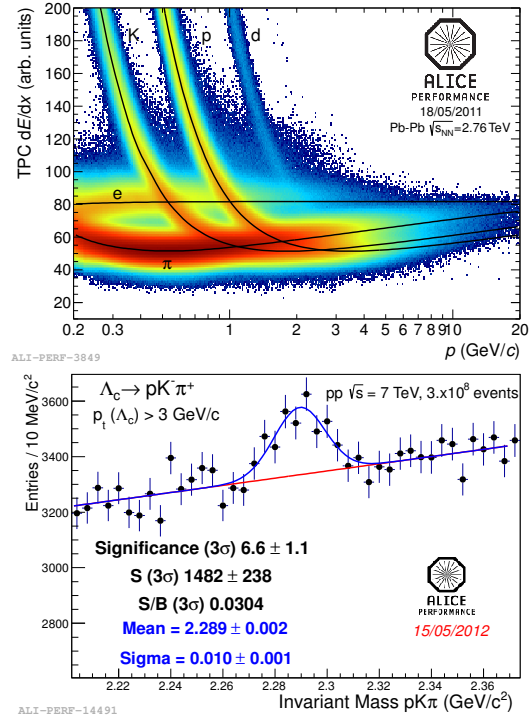 TPC dE/dx (arb. units)
200
180
160
140
120
100
80
60
40
20
K
p
d
e
π
ALICE
PERFORMANCE
18/05/2011
Pb-Pb √sNN=2.76 TeV
0.2 0.3 1 2 3 4 5 6 7 8 9 10 20
p (GeV/c)
ALI-PERF-3849
Entries / 10 MeV/c²
3600
3400
3200
3000
2800
Λc→ pK⁻π⁺
pt (Λc) > 3 GeV/c
pp √s = 7 TeV, 3.x10⁸ events
Significance (3σ) 6.6 ± 1.1
S (3σ) 1482 ± 238
S/B (3σ) 0.0304
Mean = 2.289 ± 0.002
Sigma = 0.010 ± 0.001
ALICE
PERFORMANCE
15/05/2012
2.22 2.24 2.26 2.28 2.3 2.32 2.34 2.36
Invariant Mass pKπ (GeV/c²)
ALI-PERF-14491